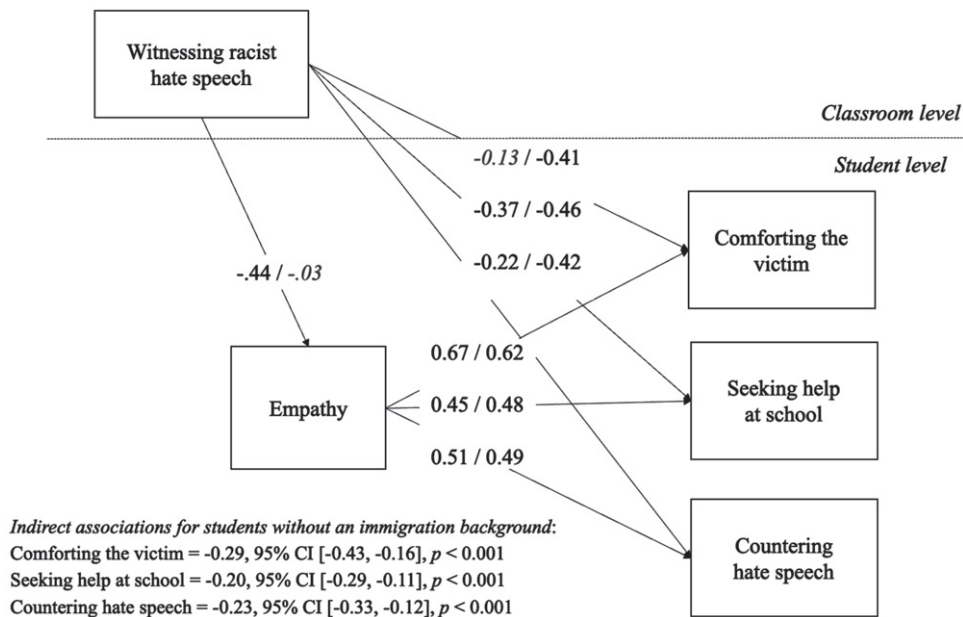 Witnessing racist
hate speech
Classroom level
-0.13 / -0.41
Student level
-0.37 / -0.46
Comforting the
victim
-0.22 / -0.42
-.44 / -.03
0.67 / 0.62
Empathy
0.45 / 0.48
Seeking help
at school
0.51 / 0.49
Countering
hate speech
Indirect associations for students without an immigration background:
Comforting the victim = -0.29, 95% CI [-0.43, -0.16], p < 0.001
Seeking help at school = -0.20, 95% CI [-0.29, -0.11], p < 0.001
Countering hate speech = -0.23, 95% CI [-0.33, -0.12], p < 0.001